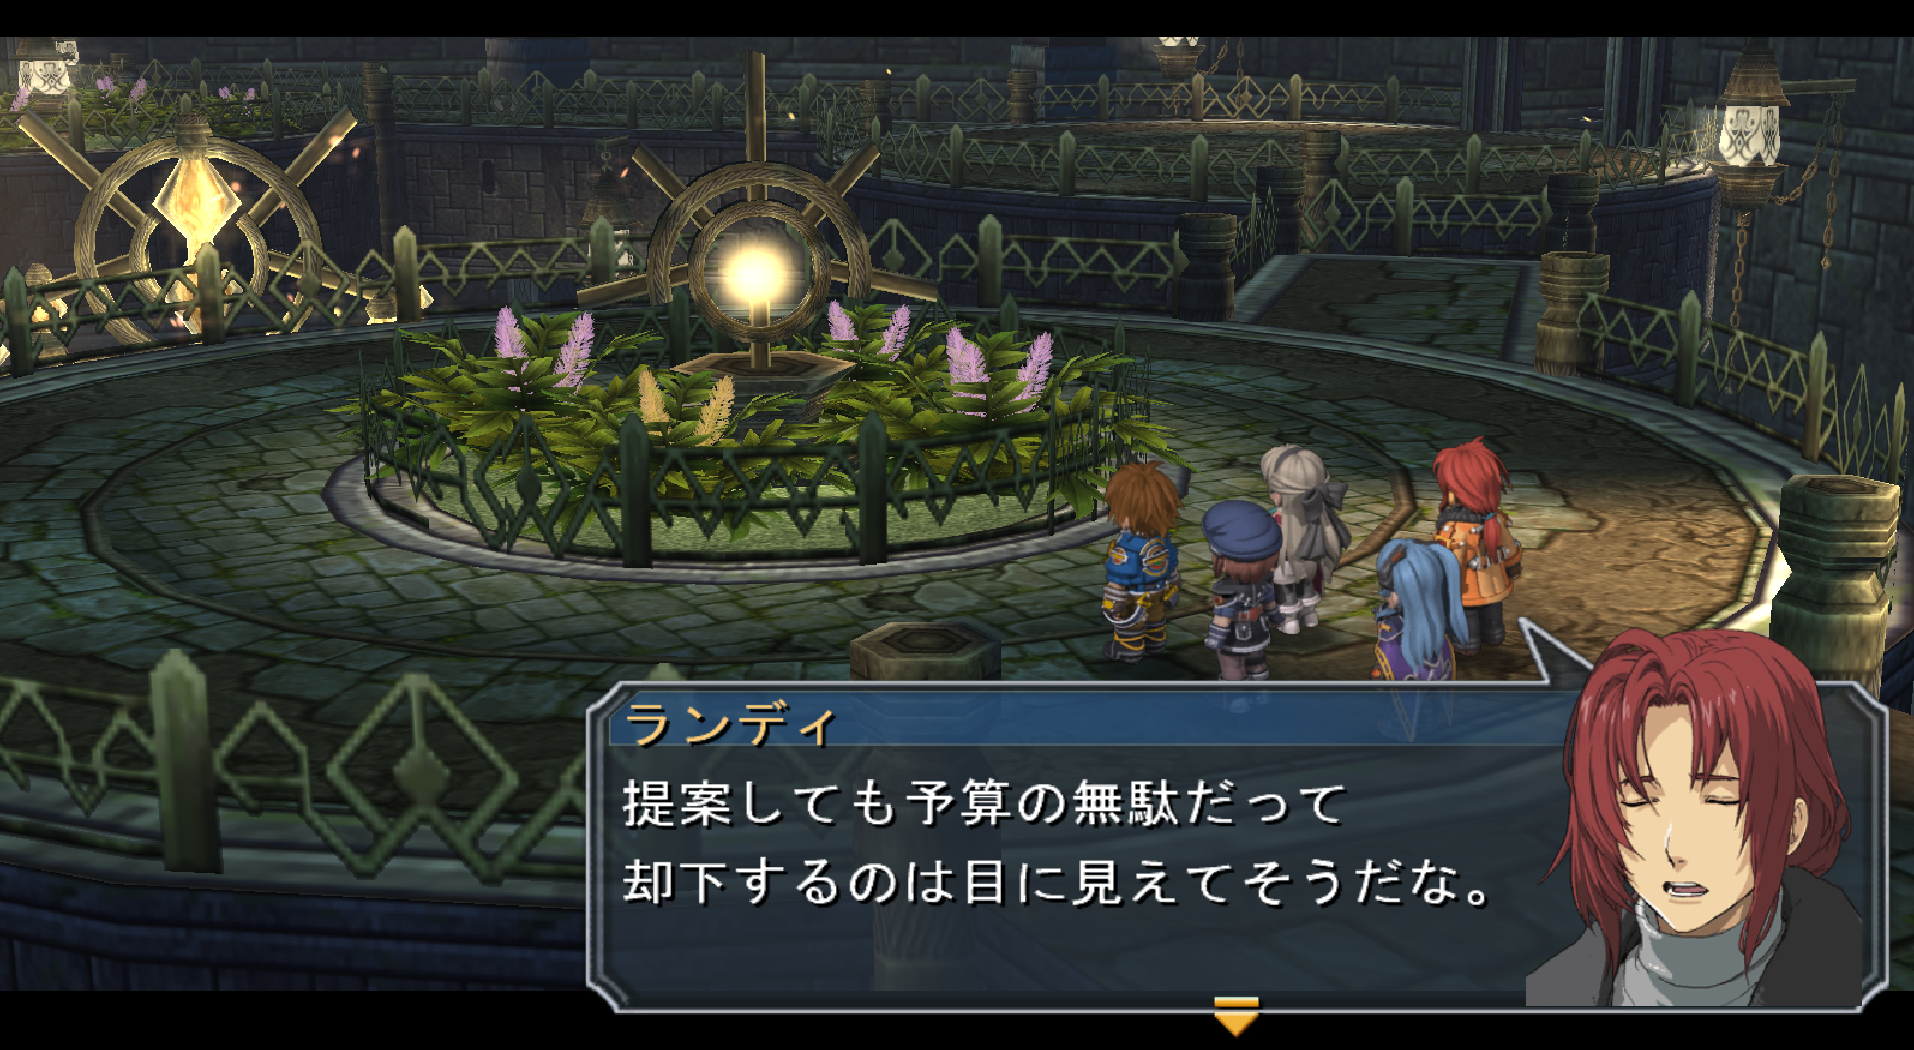 ランディ
提案しても予算の無駄だって
却下するのは目に見えてそうだな。